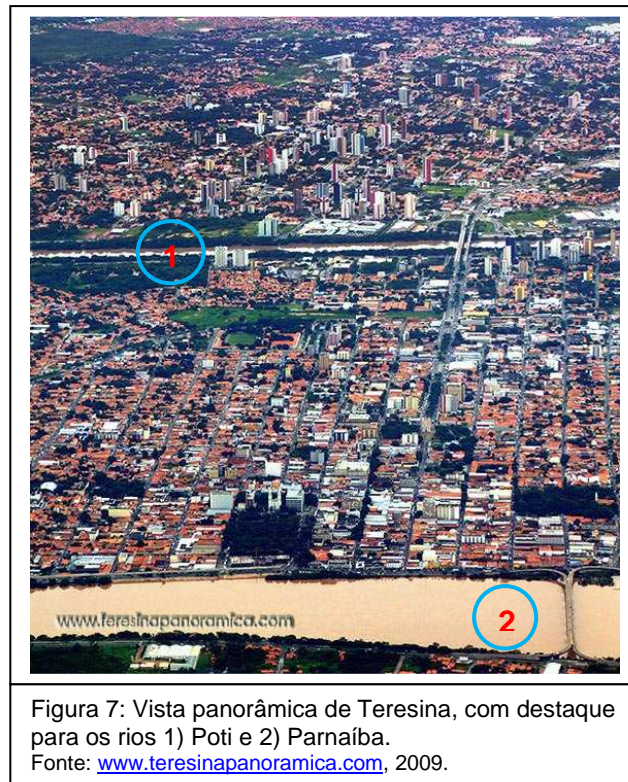 1
www.teresinapanoramica.com
2
Figura 7: Vista panorâmica de Teresina, com destaque
para os rios 1) Poti e 2) Parnaíba.
Fonte: www.teresinapanoramica.com, 2009.